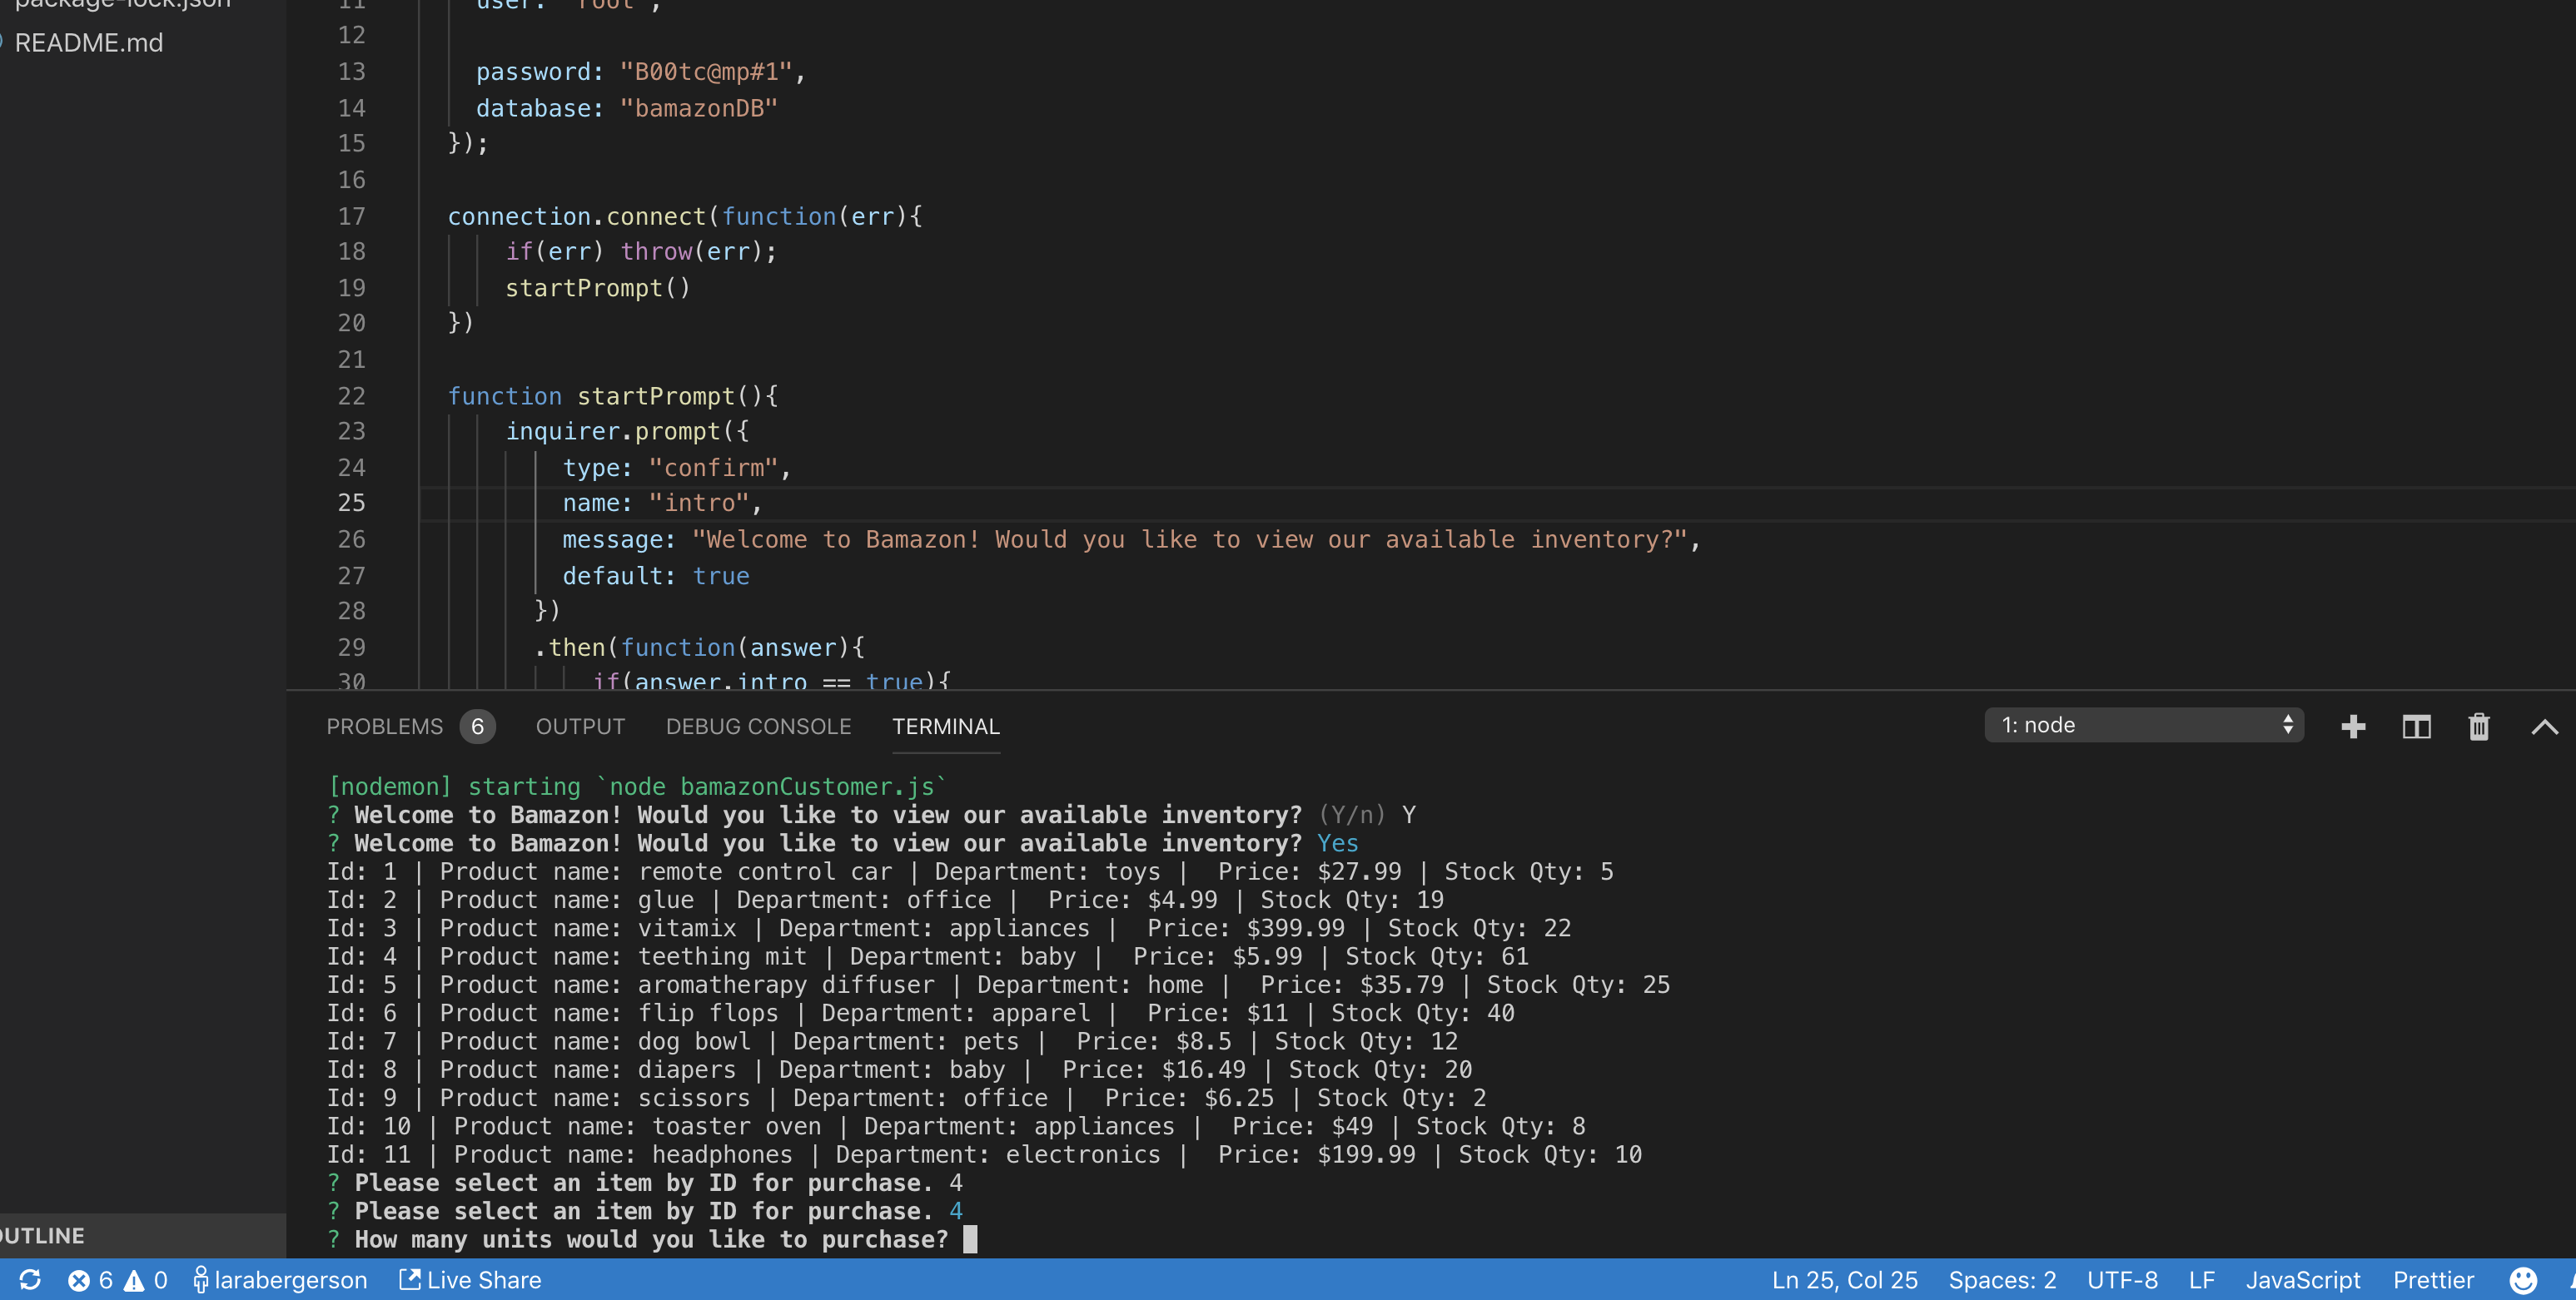 package-lock.json
README.md
11 user: "root",
12
13 password: "B00tc@mp#1",
14 database: "bamazonDB"
15 });
16
17 connection.connect(function(err){
18 if(err) throw(err);
19 startPrompt()
20 })
21
22 function startPrompt(){
23 inquirer.prompt({
24 type: "confirm",
25 name: "intro",
26 message: "Welcome to Bamazon! Would you like to view our available inventory?",
27 default: true
28 })
29 .then(function(answer){
30 if(answer.intro == true){
PROBLEMS 6 OUTPUT DEBUG CONSOLE TERMINAL 1: node
[nodemon] starting `node bamazonCustomer.js`
? Welcome to Bamazon! Would you like to view our available inventory? (Y/n) Y
? Welcome to Bamazon! Would you like to view our available inventory? Yes
Id: 1 | Product name: remote control car | Department: toys |  Price: $27.99 | Stock Qty: 5
Id: 2 | Product name: glue | Department: office |  Price: $4.99 | Stock Qty: 19
Id: 3 | Product name: vitamix | Department: appliances |  Price: $399.99 | Stock Qty: 22
Id: 4 | Product name: teething mit | Department: baby |  Price: $5.99 | Stock Qty: 61
Id: 5 | Product name: aromatherapy diffuser | Department: home |  Price: $35.79 | Stock Qty: 25
Id: 6 | Product name: flip flops | Department: apparel |  Price: $11 | Stock Qty: 40
Id: 7 | Product name: dog bowl | Department: pets |  Price: $8.5 | Stock Qty: 12
Id: 8 | Product name: diapers | Department: baby |  Price: $16.49 | Stock Qty: 20
Id: 9 | Product name: scissors | Department: office |  Price: $6.25 | Stock Qty: 2
Id: 10 | Product name: toaster oven | Department: appliances |  Price: $49 | Stock Qty: 8
Id: 11 | Product name: headphones | Department: electronics |  Price: $199.99 | Stock Qty: 10
? Please select an item by ID for purchase. 4
? Please select an item by ID for purchase. 4
? How many units would you like to purchase?
OUTLINE
6 0 larabergerson Live Share Ln 25, Col 25 Spaces: 2 UTF-8 LF JavaScript Prettier